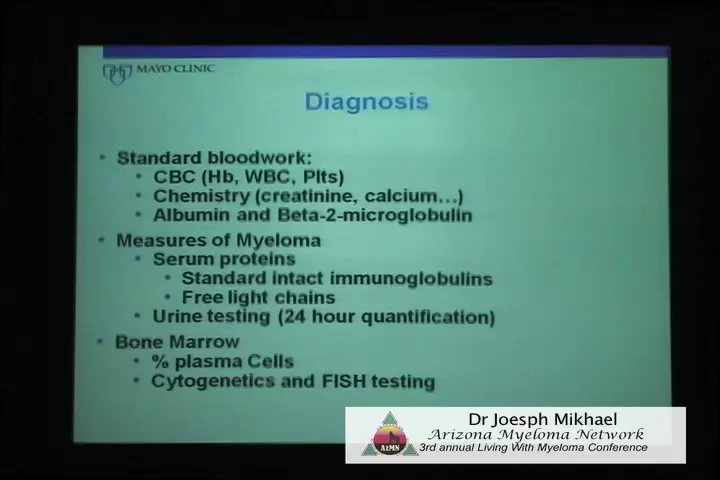 MAYO CLINIC
Diagnosis
• Standard bloodwork:
• CBC (Hb, WBC, Plts)
• Chemistry (creatinine, calcium…)
• Albumin and Beta-2-microglobulin
• Measures of Myeloma
• Serum proteins
• Standard intact immunoglobulins
• Free light chains
• Urine testing (24 hour quantification)
• Bone Marrow
• % plasma Cells
• Cytogenetics and FISH testing
Dr Joesph Mikhael
Arizona Myeloma Network
3rd annual Living With Myeloma Conference
AzMN